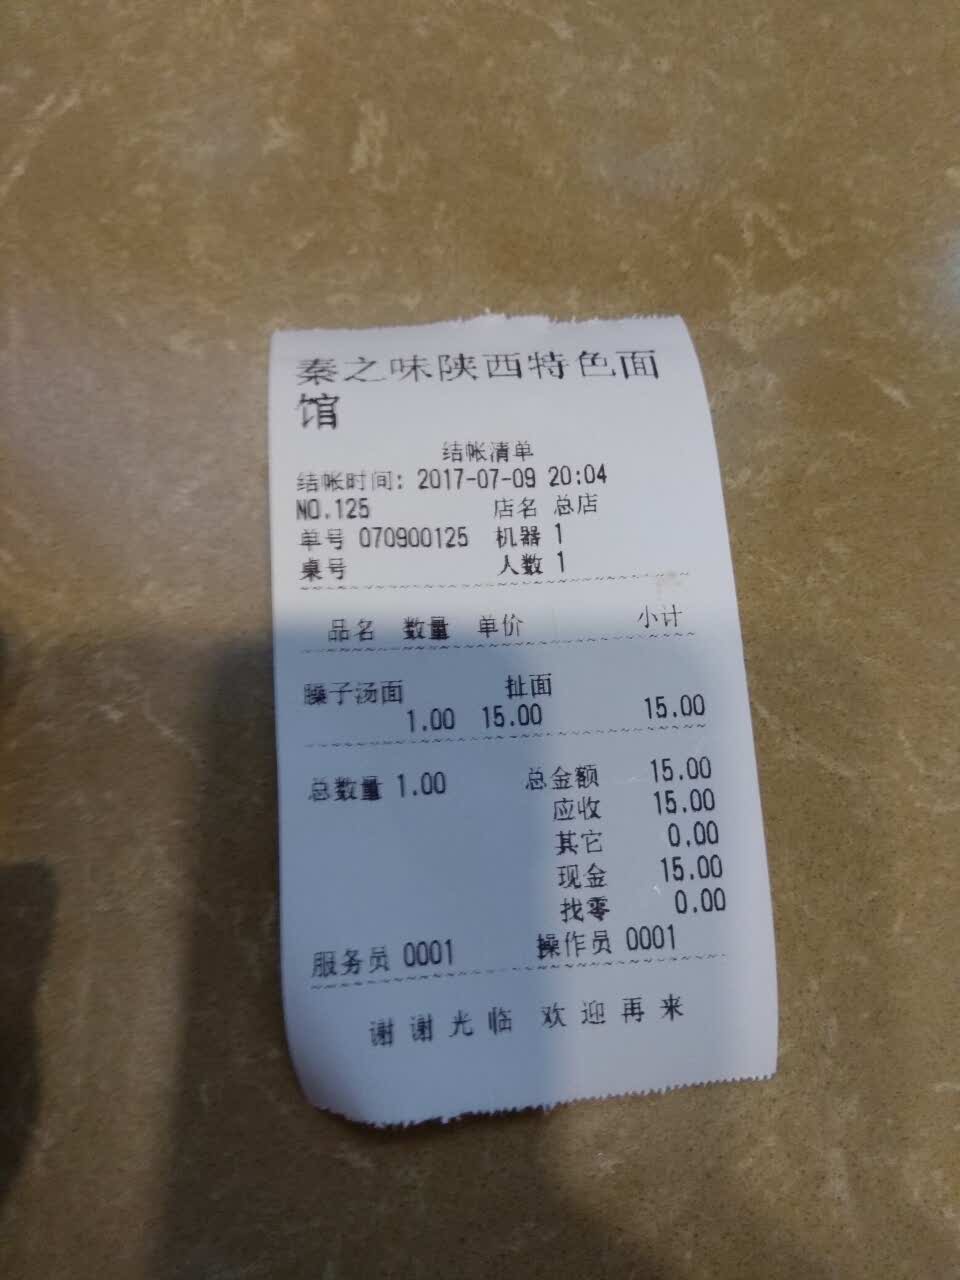 秦之味陕西特色面
馆
结帐清单
结帐时间: 2017-07-09 20:04
NO.125 店名 总店
单号 070900125 机器 1
桌号 人数 1
品名 数量 单价 小计
臊子汤面 扯面
1.00 15.00 15.00
总数量 1.00 总金额 15.00
应收 15.00
其它 0.00
现金 15.00
找零 0.00
服务员 0001 操作员 0001
谢谢光临 欢迎再来